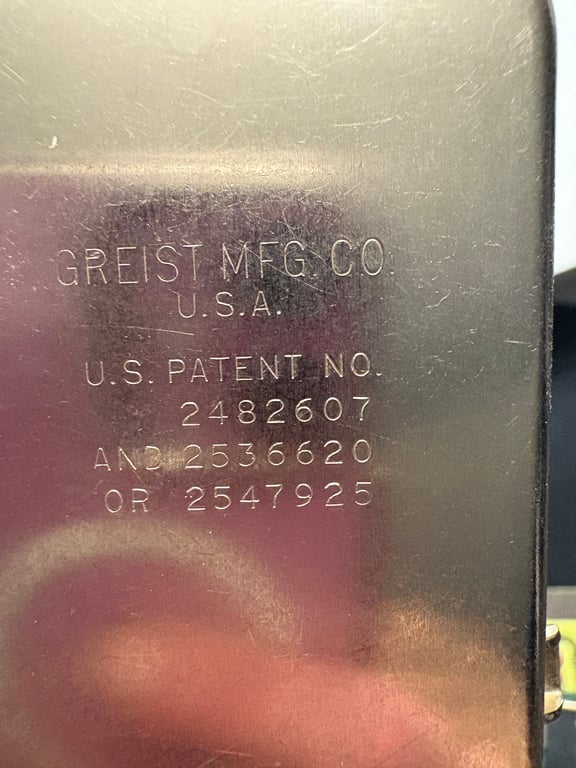 GREIST MFG. CO.
U.S.A.
U.S. PATENT NO.
2482607
AND 2536620
OR 2547925